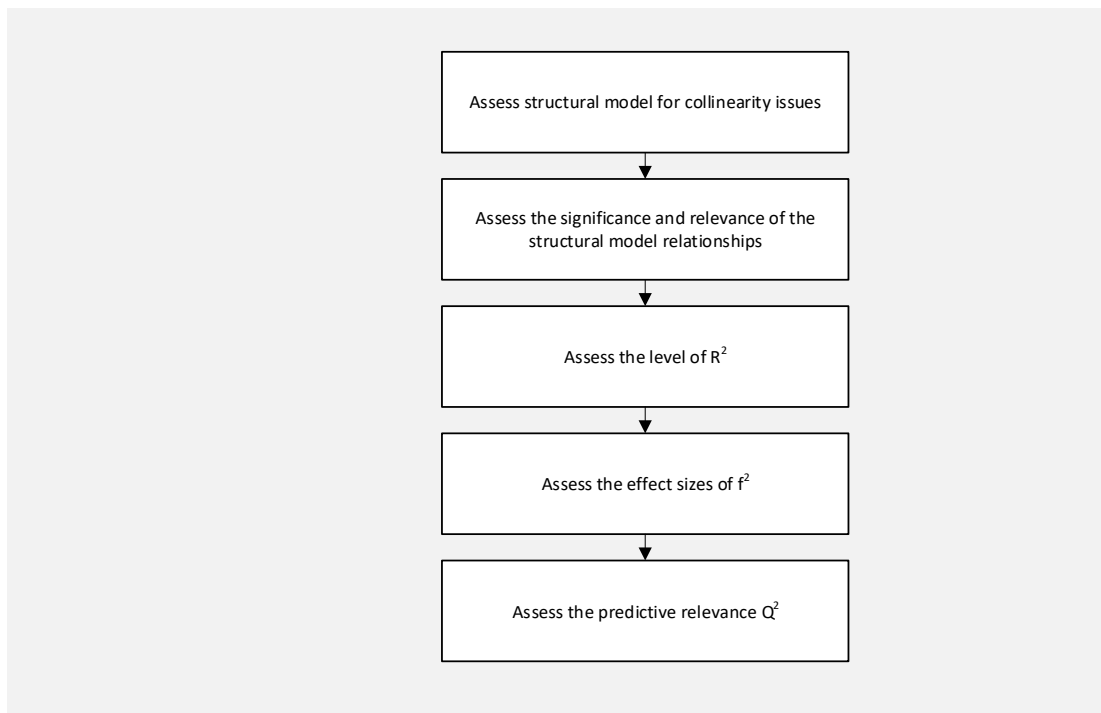 Assess structural model for collinearity issues
Assess the significance and relevance of the
structural model relationships
Assess the level of R²
Assess the effect sizes of f²
Assess the predictive relevance Q²